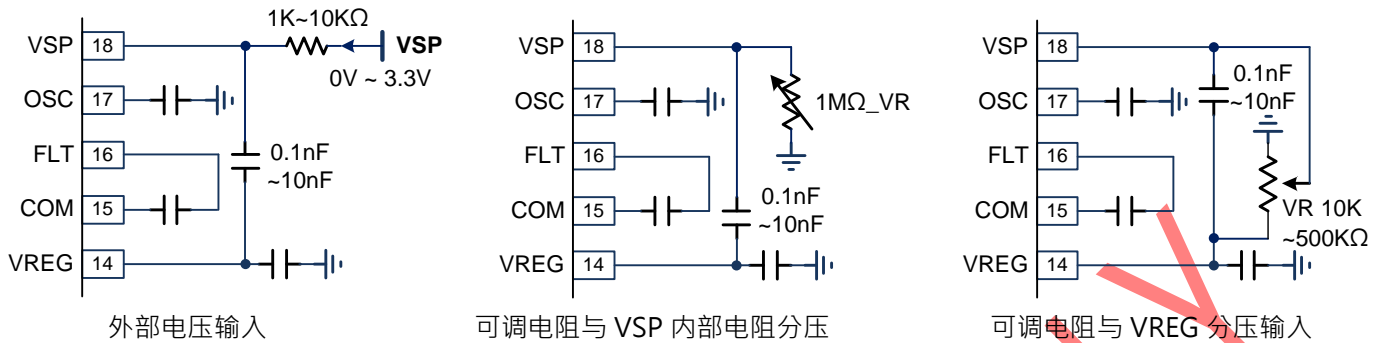 1K~10KΩ
VSP 18
VSP
0V ~ 3.3V
OSC 17
FLT 16
0.1nF
~10nF
COM 15
VREG 14
外部电压输入
VSP 18
OSC 17
1MΩ_VR
FLT 16
0.1nF
~10nF
COM 15
VREG 14
可调电阻与 VSP 内部电阻分压
VSP 18
0.1nF
~10nF
OSC 17
FLT 16
COM 15
VR 10K
~500KΩ
VREG 14
可调电阻与 VREG 分压输入